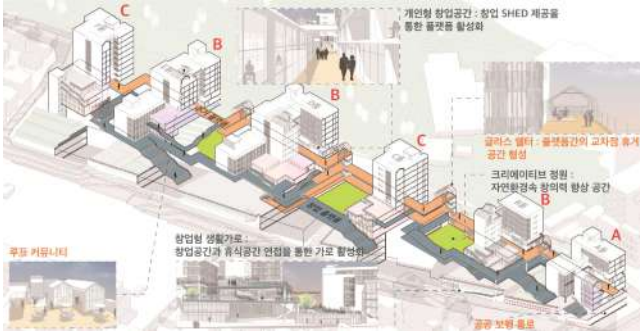 C
B
개인형 창업공간 : 창업 SHED 제공을
통한 플랫폼 활성화
B
C
글라스 쉘터 : 플랫폼간의 교차점 휴게
공간 형성
크리에이티브 정원 :
자연환경속 창의력 향상 공간
B
A
루프 커뮤니티
창업형 생활가로 :
창업공간과 휴식공간 연접을 통한 가로 활성화
공공 보행 통로